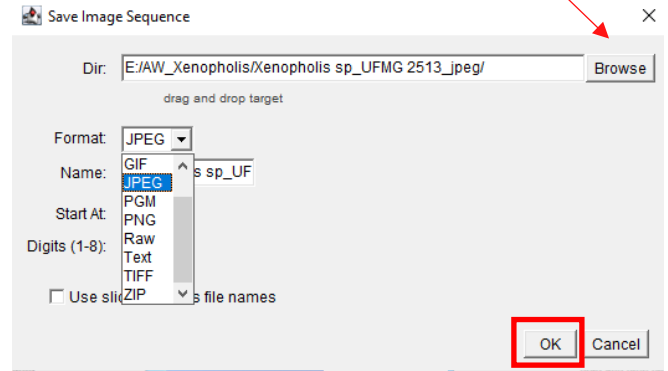 Save Image Sequence
Dir: E:/AW_Xenopholis/Xenopholis sp_UFMG 2513_jpeg/ Browse
drag and drop target
Format: JPEG
GIF
Name: s sp_UF
JPEG
PGM
Start At:
PNG
Digits (1-8):
Raw
Text
TIFF
Use slic ZIP s file names
OK Cancel